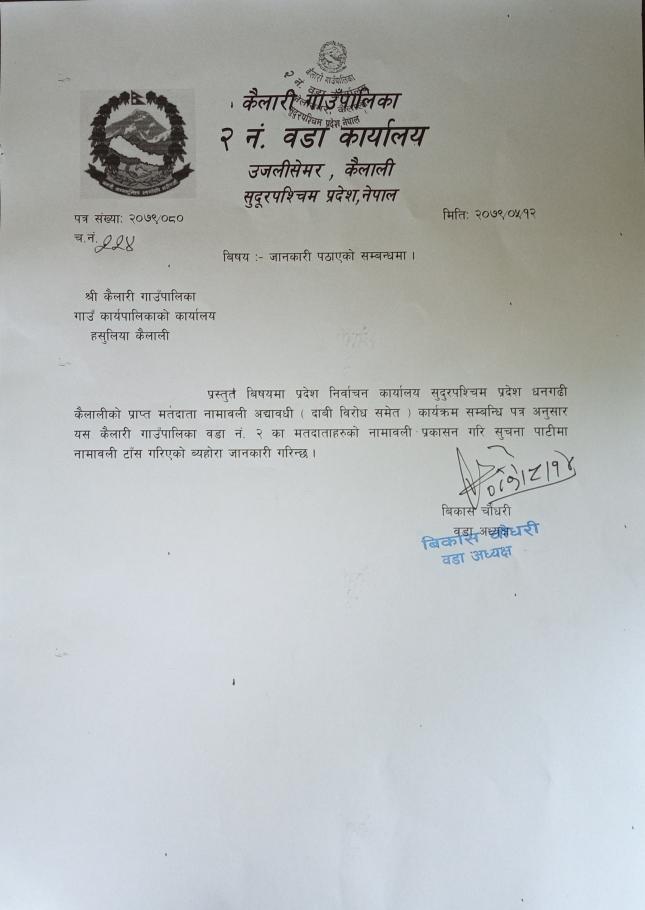 कैलारी गाउँपालिका
२ नं. वडा कार्यालय
उजलीसेमर , कैलाली
सुदूरपश्चिम प्रदेश,नेपाल
पत्र संख्या: २०७९/०८०
मिति: २०७९/०५/१२
च.नं. २२४
बिषय :- जानकारी पठाएको सम्बन्धमा ।
श्री कैलारी गाउँपालिका
गाउँ कार्यपालिकाको कार्यालय
हसुलिया कैलाली
प्रस्तुत बिषयमा प्रदेश निर्वाचन कार्यालय सुदुरपश्चिम प्रदेश धनगढी
कैलालीको प्राप्त मतदाता नामावली अद्यावधी ( दावी विरोध समेत ) कार्यक्रम सम्बन्धि पत्र अनुसार
यस कैलारी गाउँपालिका वडा नं. २ का मतदाताहरुको नामावली प्रकासन गरि सुचना पाटीमा
नामावली टाँस गरिएको ब्यहोरा जानकारी गरिन्छ ।
बिकास चौधरी
वडा अध्यक्ष
बिकास चौधरी
वडा अध्यक्ष